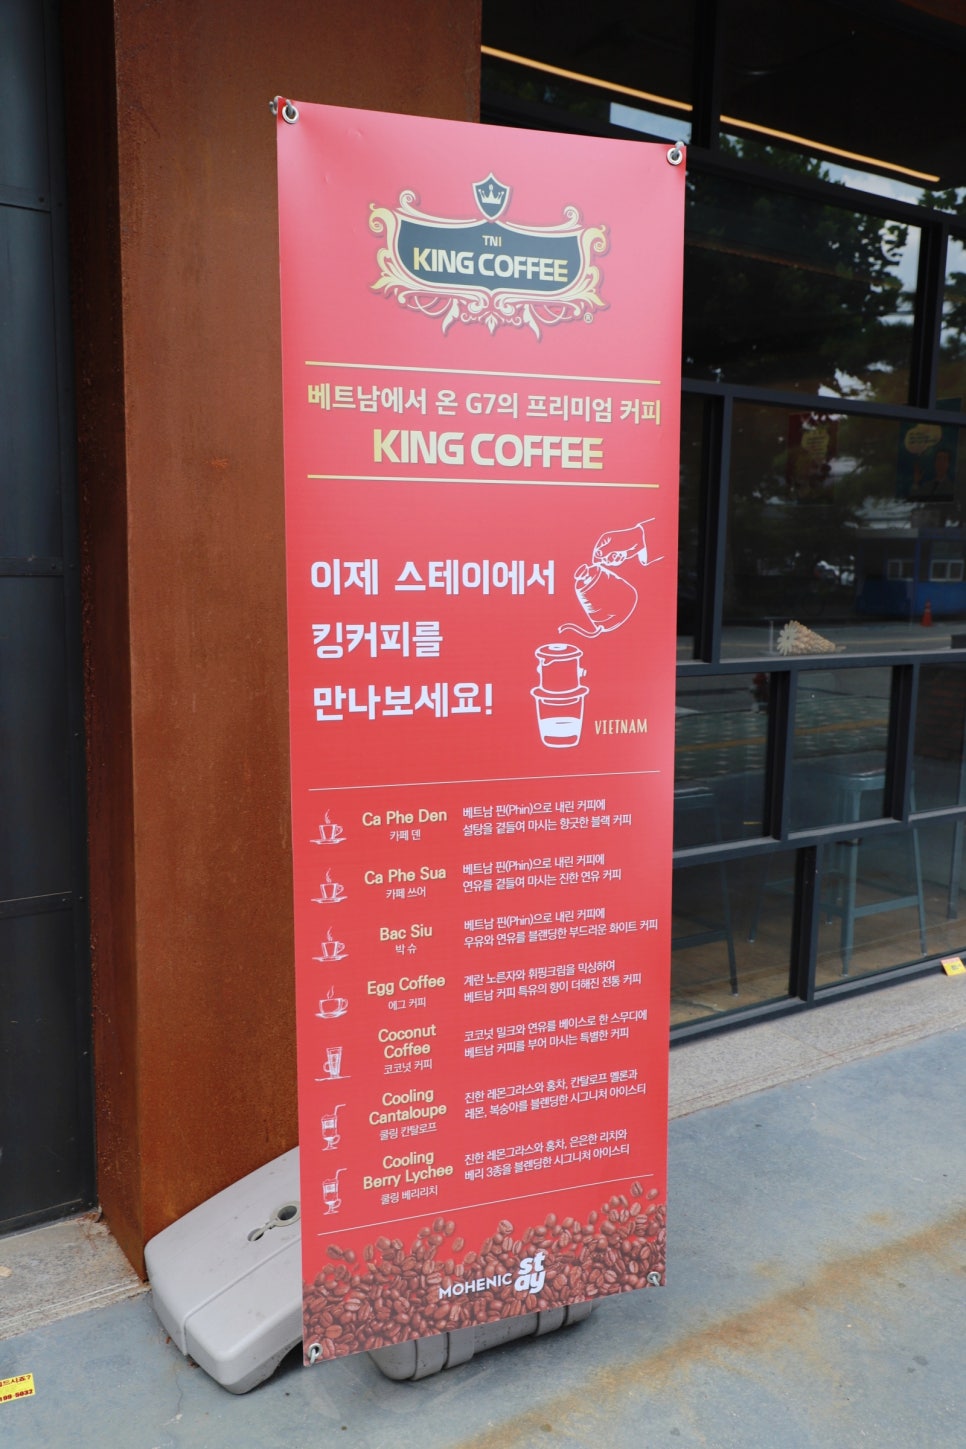 TNI
KING COFFEE
®
베트남에서 온 G7의 프리미엄 커피
KING COFFEE
이제 스테이에서
킹커피를
만나보세요!
VIETNAM
Ca Phe Den
카페 덴
베트남 핀(Phin)으로 내린 커피에
설탕을 곁들여 마시는 향긋한 블랙 커피
Ca Phe Sua
카페 쓰어
베트남 핀(Phin)으로 내린 커피에
연유를 곁들여 마시는 진한 연유 커피
Bac Siu
박 슈
베트남 핀(Phin)으로 내린 커피에
우유와 연유를 블랜딩한 부드러운 화이트 커피
Egg Coffee
에그 커피
계란 노른자와 휘핑크림을 믹싱하여
베트남 커피 특유의 향이 더해진 전통 커피
Coconut
Coffee
코코넛 커피
코코넛 밀크와 연유를 베이스로 한 스무디에
베트남 커피를 부어 마시는 특별한 커피
Cooling
Cantaloupe
쿨링 칸탈로프
진한 레몬그라스와 홍차, 칸탈로프 멜론과
레몬, 복숭아를 블렌딩한 시그니처 아이스티
Cooling
Berry Lychee
쿨링 베리리치
진한 레몬그라스와 홍차, 은은한 리치와
베리 3종을 블렌딩한 시그니처 아이스티
MOHENIC
st
ay